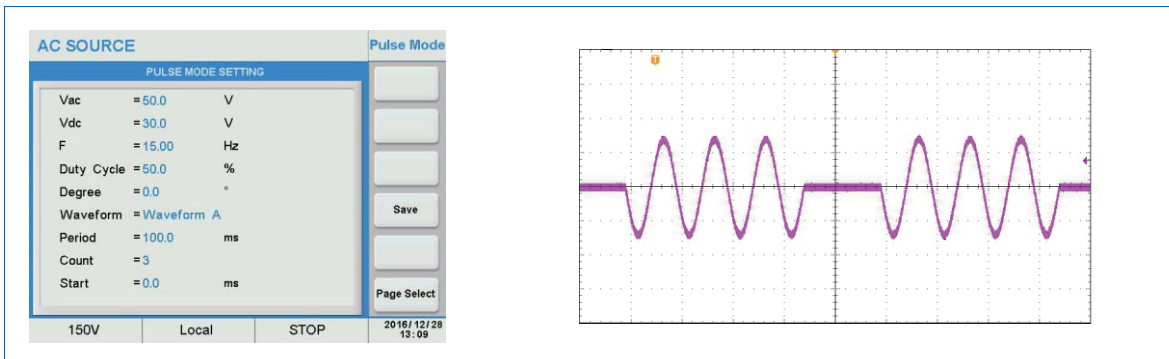 AC SOURCE
Pulse Mode
PULSE MODE SETTING
Vac = 50.0 V
Vdc = 30.0 V
F = 15.00 Hz
Duty Cycle = 50.0 %
Degree = 0.0 °
Waveform = Waveform A
Period = 100.0 ms
Count = 3
Start = 0.0 ms
Save
Page Select
150V Local STOP 2016/12/28
13:09
T